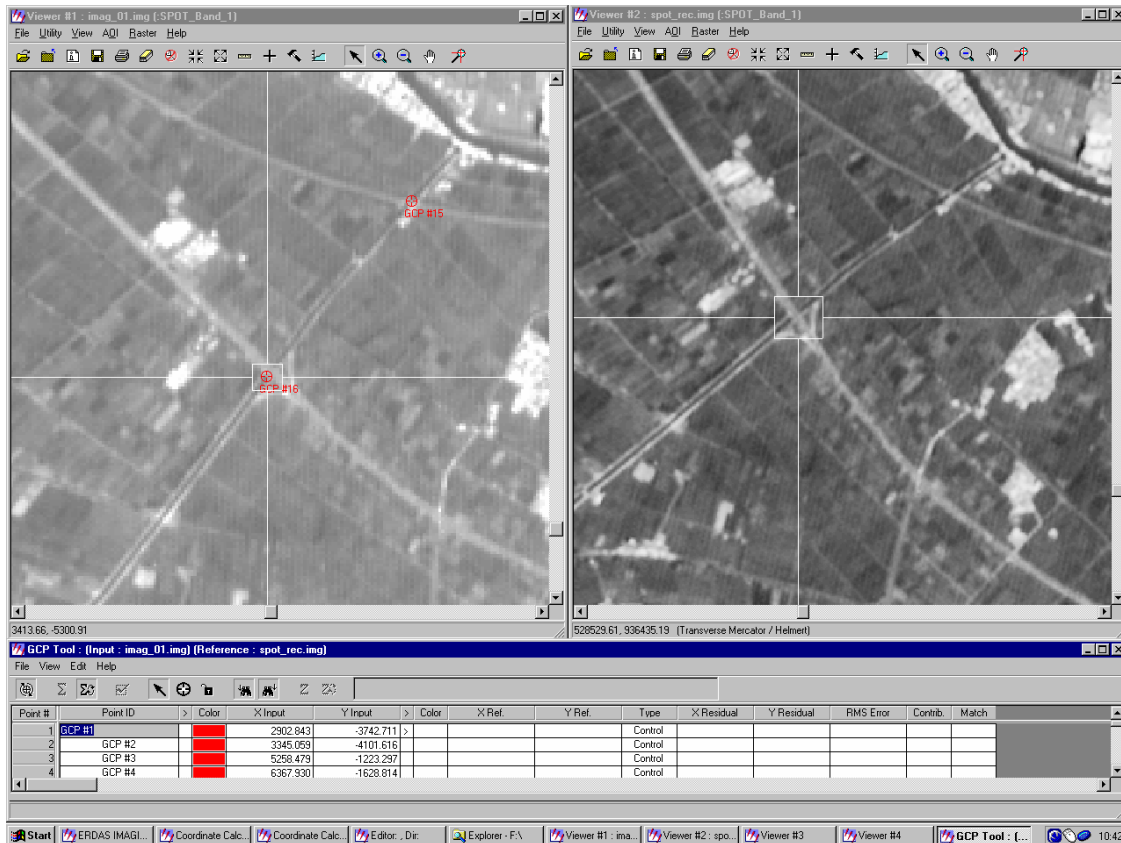 Viewer #1 : imag_01.img (:SPOT_Band_1)
File Utility View AOI Raster Help
GCP #15
GCP #16
3413.66, -5300.91
Viewer #2 : spot_rec.img (:SPOT_Band_1)
File Utility View AOI Raster Help
528529.61, 936435.19 (Transverse Mercator / Helmert)
GCP Tool : (Input : imag_01.img) (Reference : spot_rec.img)
File View Edit Help
Point # Point ID > Color X Input Y Input > Color X Ref. Y Ref. Type X Residual Y Residual RMS Error Contrib. Match
1 GCP #1 2902.843 -3742.711 > Control
2 GCP #2 3345.059 -4101.616 Control
3 GCP #3 5258.479 -1223.297 Control
4 GCP #4 6367.930 -1628.814 Control
Start ERDAS IMAGI... Coordinate Calc... Coordinate Calc... Editor: , Dir: Explorer - F:\ Viewer #1 : ima... Viewer #2 : spo... Viewer #3 Viewer #4 GCP Tool : (... 10:42